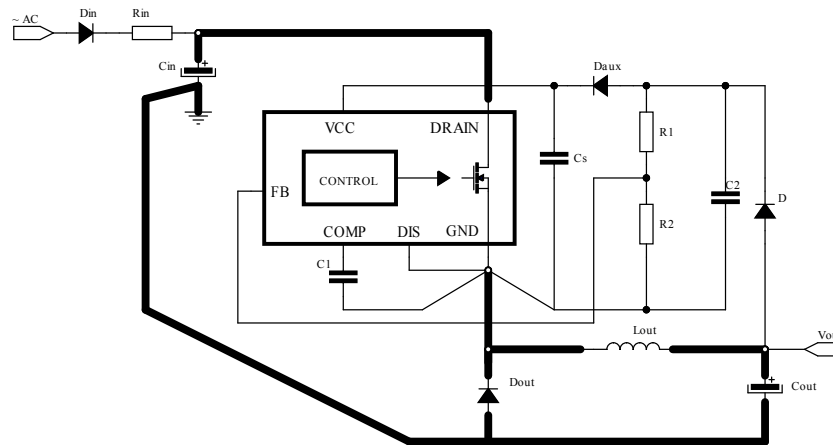 ~ AC
Din
Rin
Cin
+
VCC
DRAIN
Daux
R1
Cs
CONTROL
FB
C2
D
R2
COMP
DIS
GND
C1
Lout
Vou
Dout
+
Cout